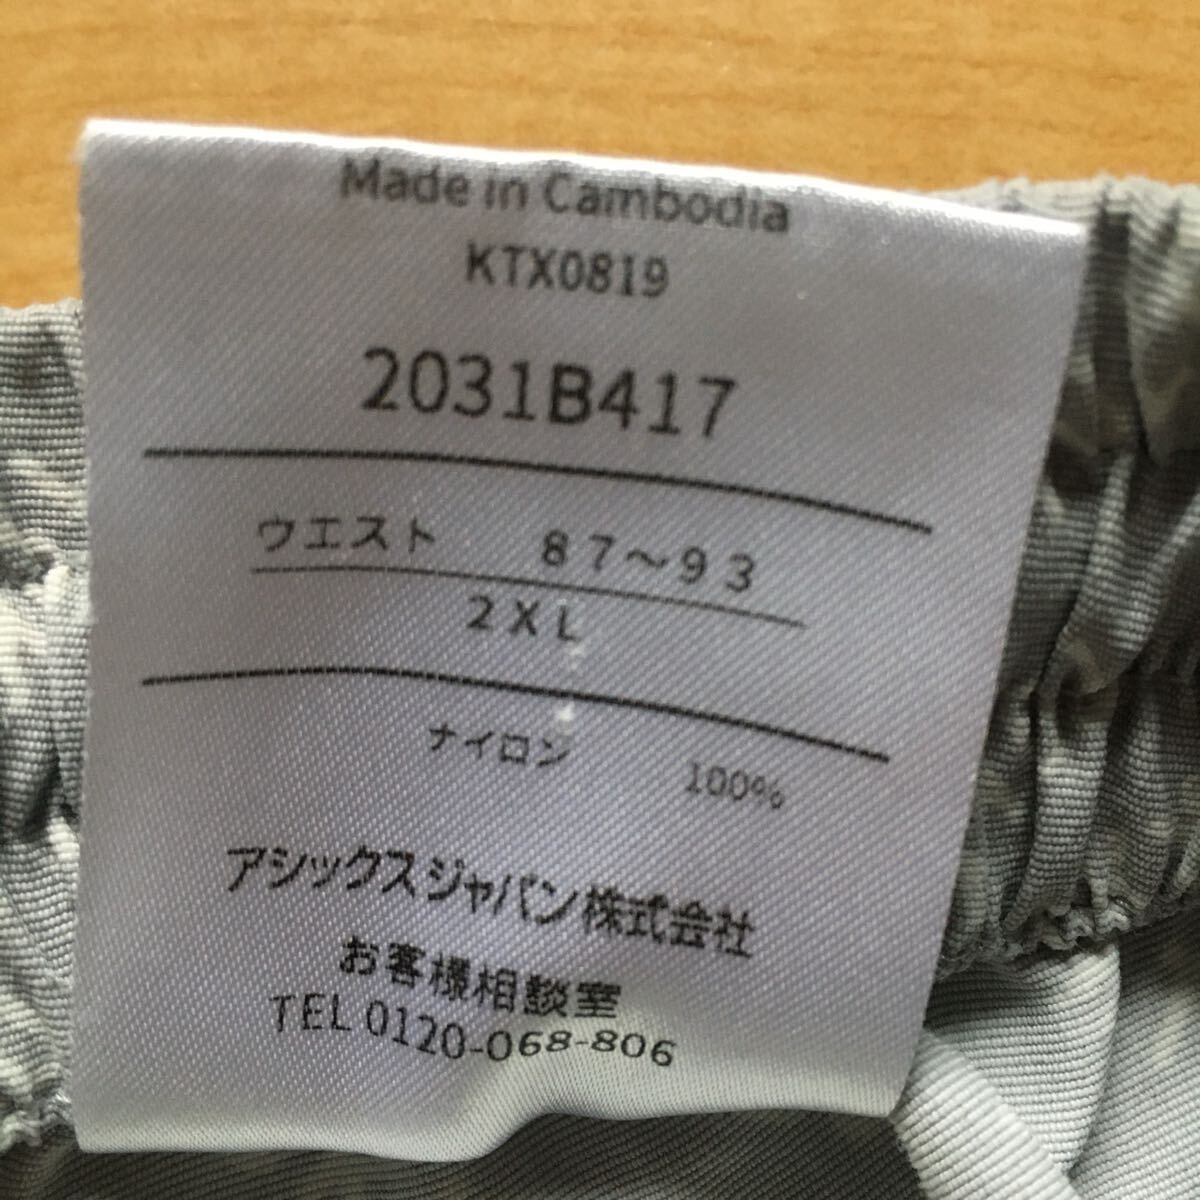 Made in Cambodia
KTX0819
2031B417
ウエスト 87～93
2XL
ナイロン 100%
アシックスジャパン株式会社
お客様相談室
TEL 0120-068-806